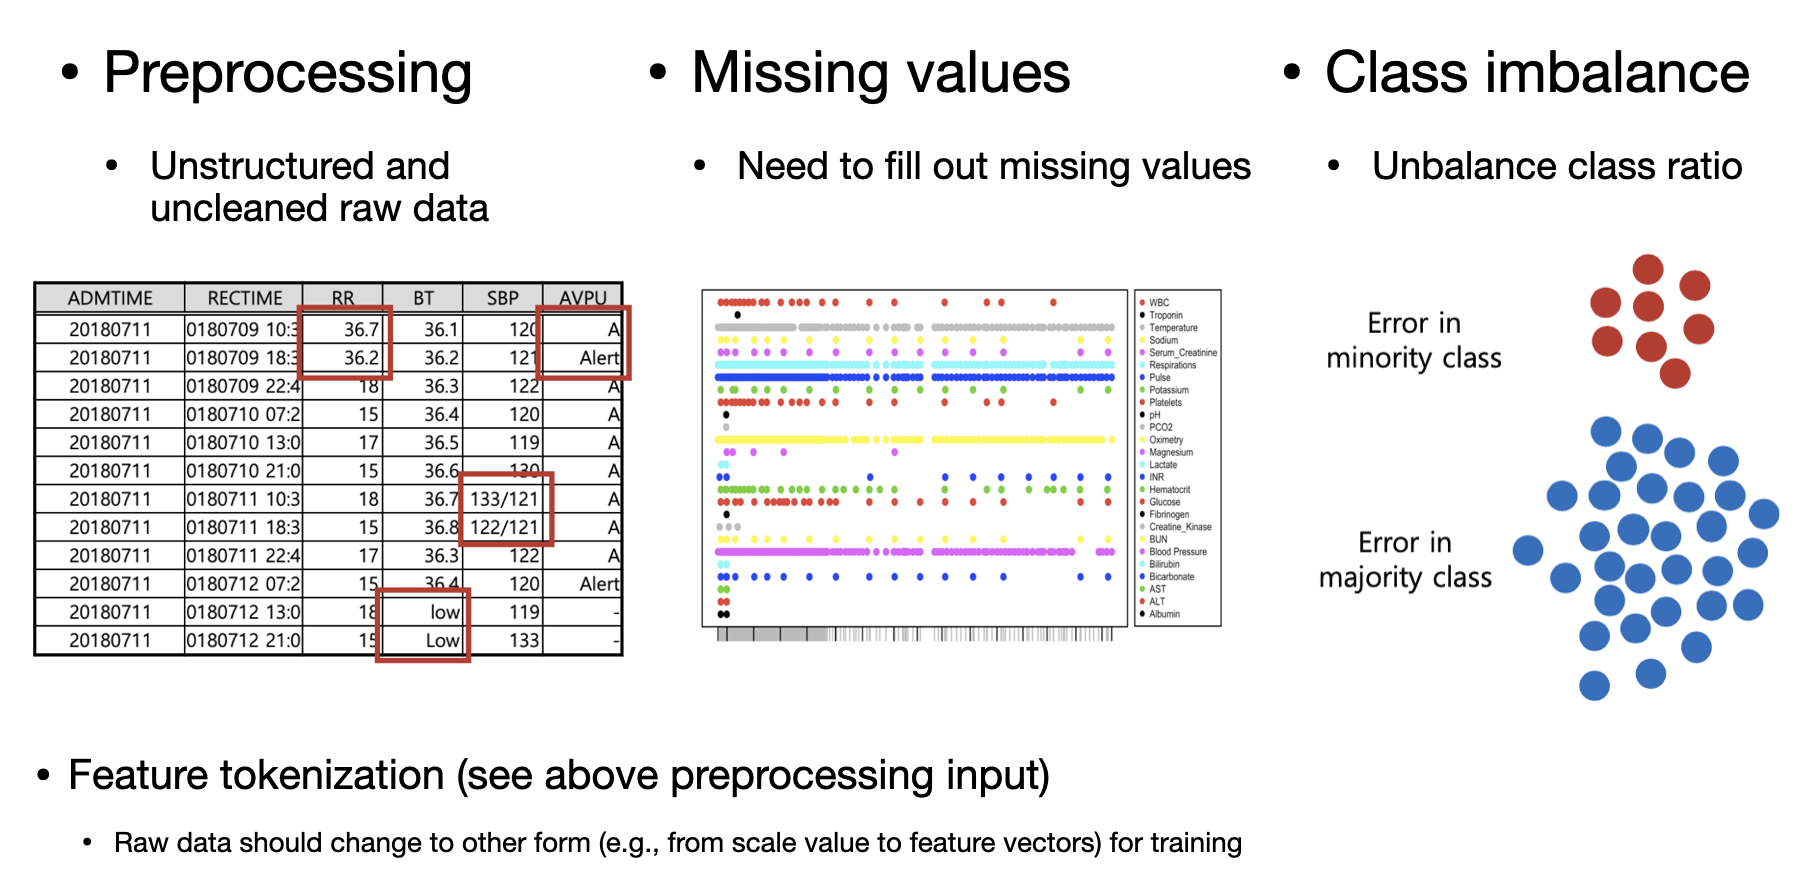 • Preprocessing
• Unstructured and
uncleaned raw data
• Missing values
• Need to fill out missing values
• Class imbalance
• Unbalance class ratio
ADMTIME RECTIME RR BT SBP AVPU
20180711 0180709 10:3 36.7 36.1 120 A
20180711 0180709 18:3 36.2 36.2 121 Alert
20180711 0180709 22:4 18 36.3 122 A
20180711 0180710 07:2 15 36.4 120 A
20180711 0180710 13:0 17 36.5 119 A
20180711 0180710 21:0 15 36.6 130 A
20180711 0180711 10:3 18 36.7 133/121 A
20180711 0180711 18:3 15 36.8 122/121 A
20180711 0180711 22:4 17 36.3 122 A
20180711 0180712 07:2 15 36.4 120 Alert
20180711 0180712 13:0 18 low 119 -
20180711 0180712 21:0 15 Low 133 -
WBC
Troponin
Temperature
Sodium
Serum_Creatinine
Respirations
Pulse
Potassium
Platelets
pH
PCO2
Oximetry
Magnesium
Lactate
INR
Hematocrit
Glucose
Fibrinogen
Creatine_Kinase
BUN
Blood Pressure
Bilirubin
Bicarbonate
AST
ALT
Albumin
Error in
minority class
Error in
majority class
• Feature tokenization (see above preprocessing input)
• Raw data should change to other form (e.g., from scale value to feature vectors) for training